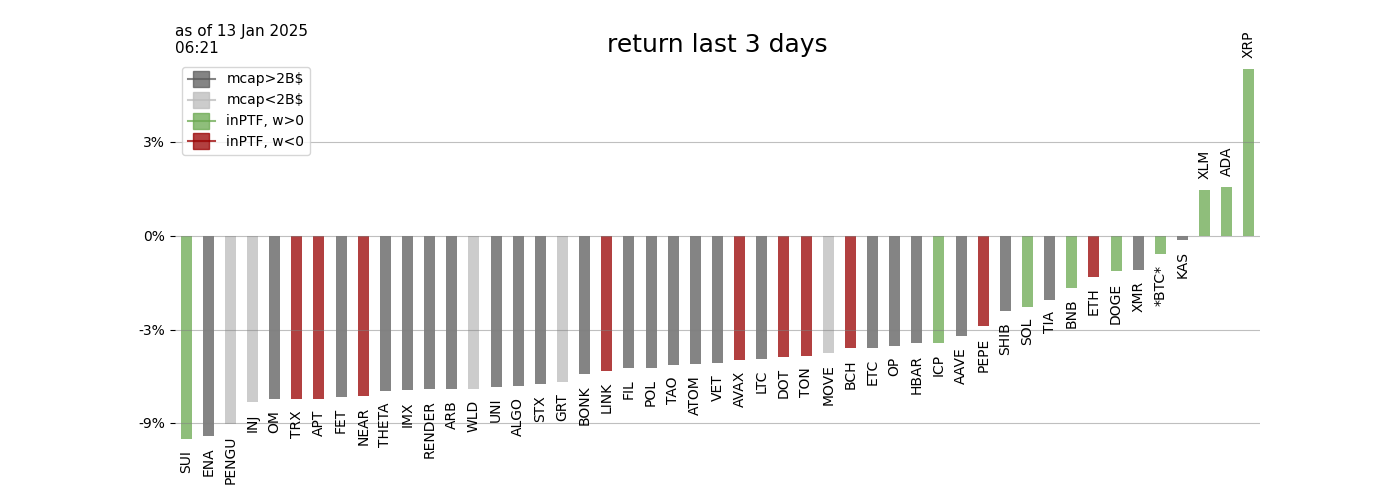 as of 13 Jan 2025
06:21
return last 3 days
mcap>2B$
mcap<2B$
inPTF, w>0
inPTF, w<0
3%
0%
-3%
-9%
SUI
ENA
PENGU
INJ
OM
TRX
APT
FET
NEAR
THETA
IMX
RENDER
ARB
WLD
UNI
ALGO
STX
GRT
BONK
LINK
FIL
POL
TAO
ATOM
VET
AVAX
LTC
DOT
TON
MOVE
BCH
ETC
OP
HBAR
ICP
AAVE
PEPE
SHIB
SOL
TIA
BNB
ETH
DOGE
XMR
*BTC*
KAS
XLM
ADA
XRP